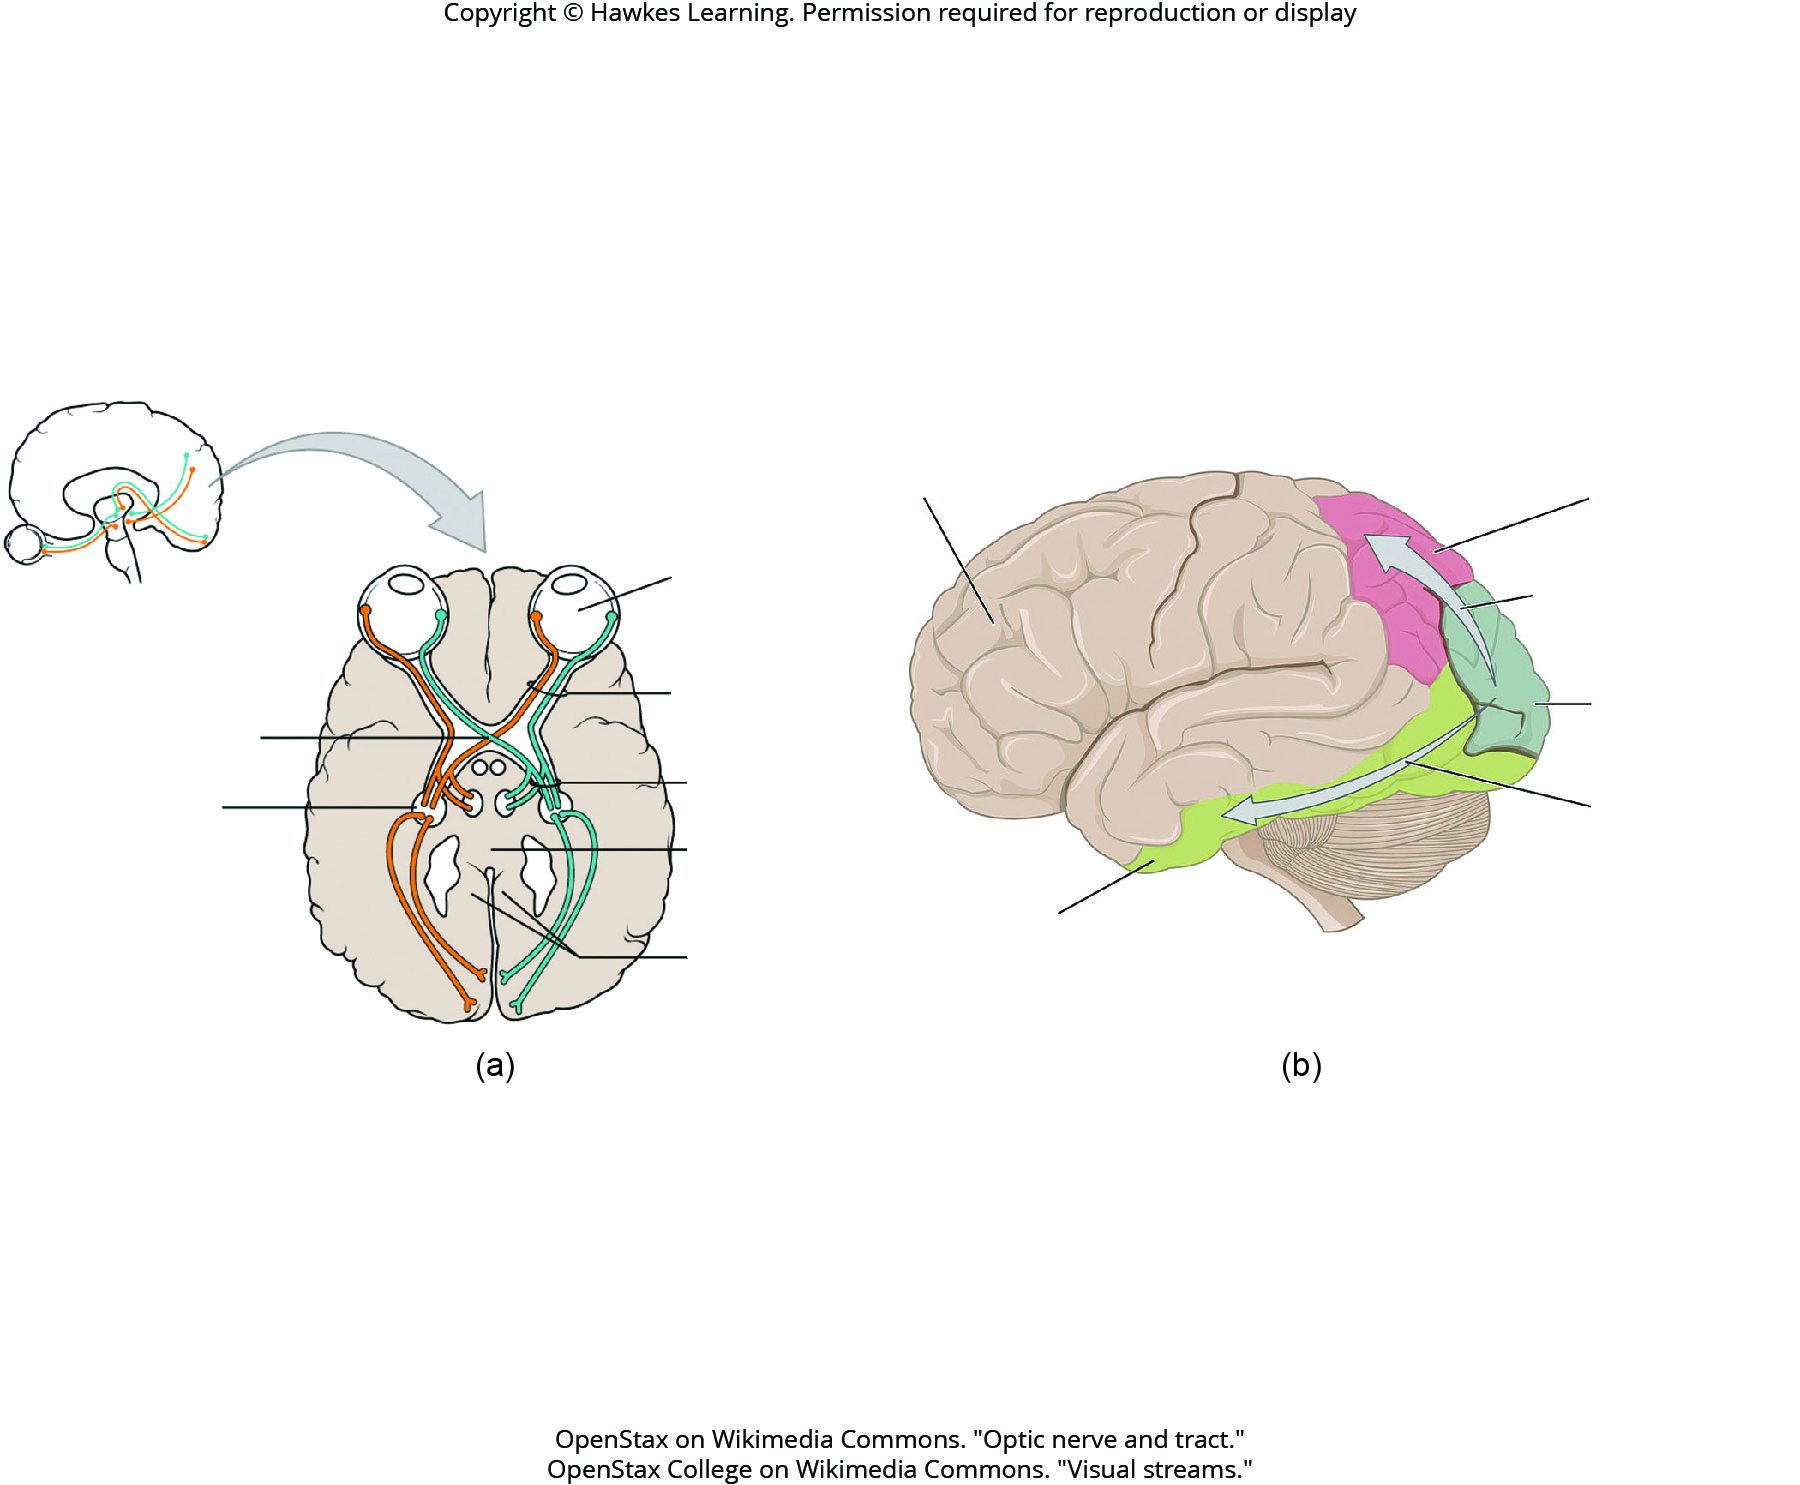 Copyright © Hawkes Learning. Permission required for reproduction or display
(a)
(b)
OpenStax on Wikimedia Commons. "Optic nerve and tract."
OpenStax College on Wikimedia Commons. "Visual streams."